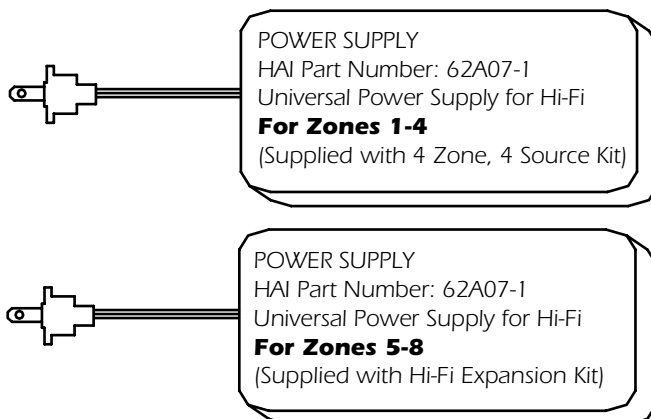 POWER SUPPLY
HAI Part Number: 62A07-1
Universal Power Supply for Hi-Fi
For Zones 1-4
(Supplied with 4 Zone, 4 Source Kit)
POWER SUPPLY
HAI Part Number: 62A07-1
Universal Power Supply for Hi-Fi
For Zones 5-8
(Supplied with Hi-Fi Expansion Kit)